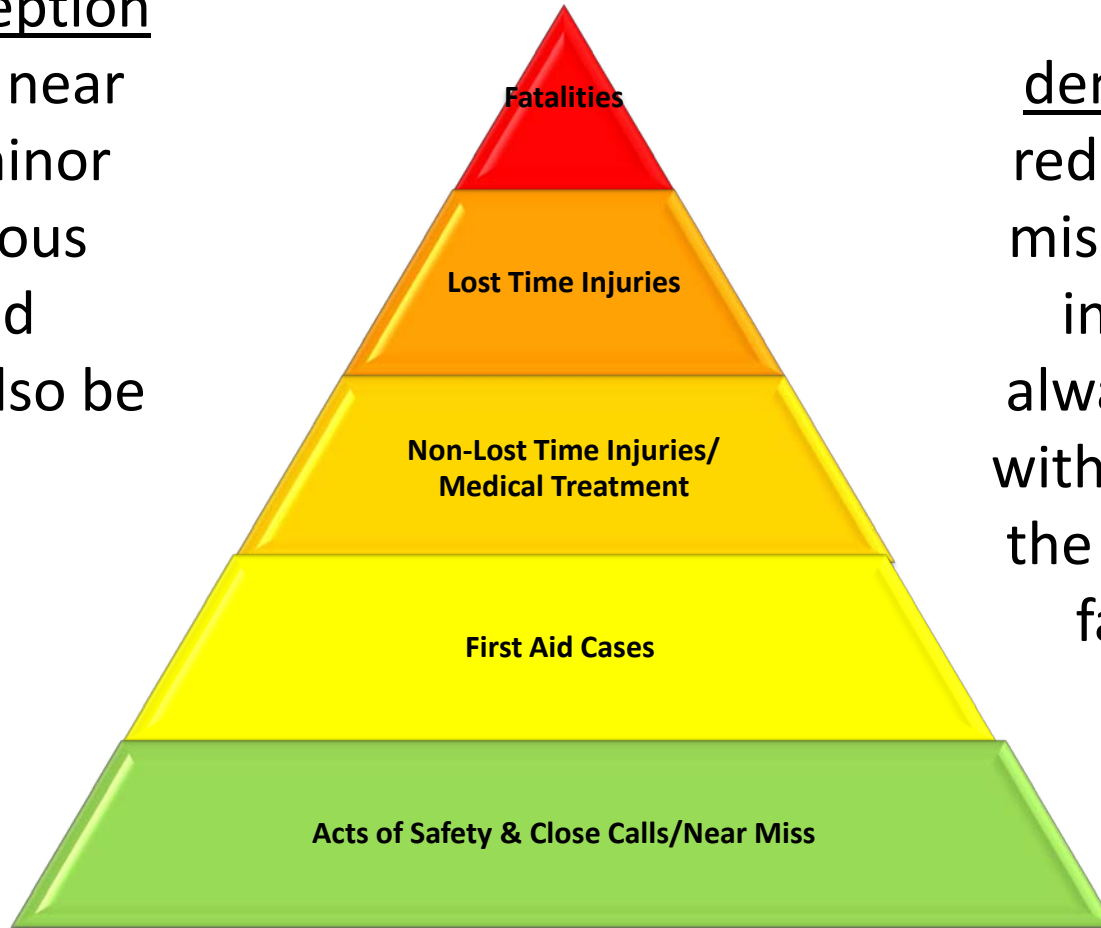 eption
near
ninor
ous
d
lso be
Fatalities
Lost Time Injuries
Non-Lost Time Injuries/
Medical Treatment
First Aid Cases
Acts of Safety & Close Calls/Near Miss
der
red
mis
in
alwa
with
the
fa